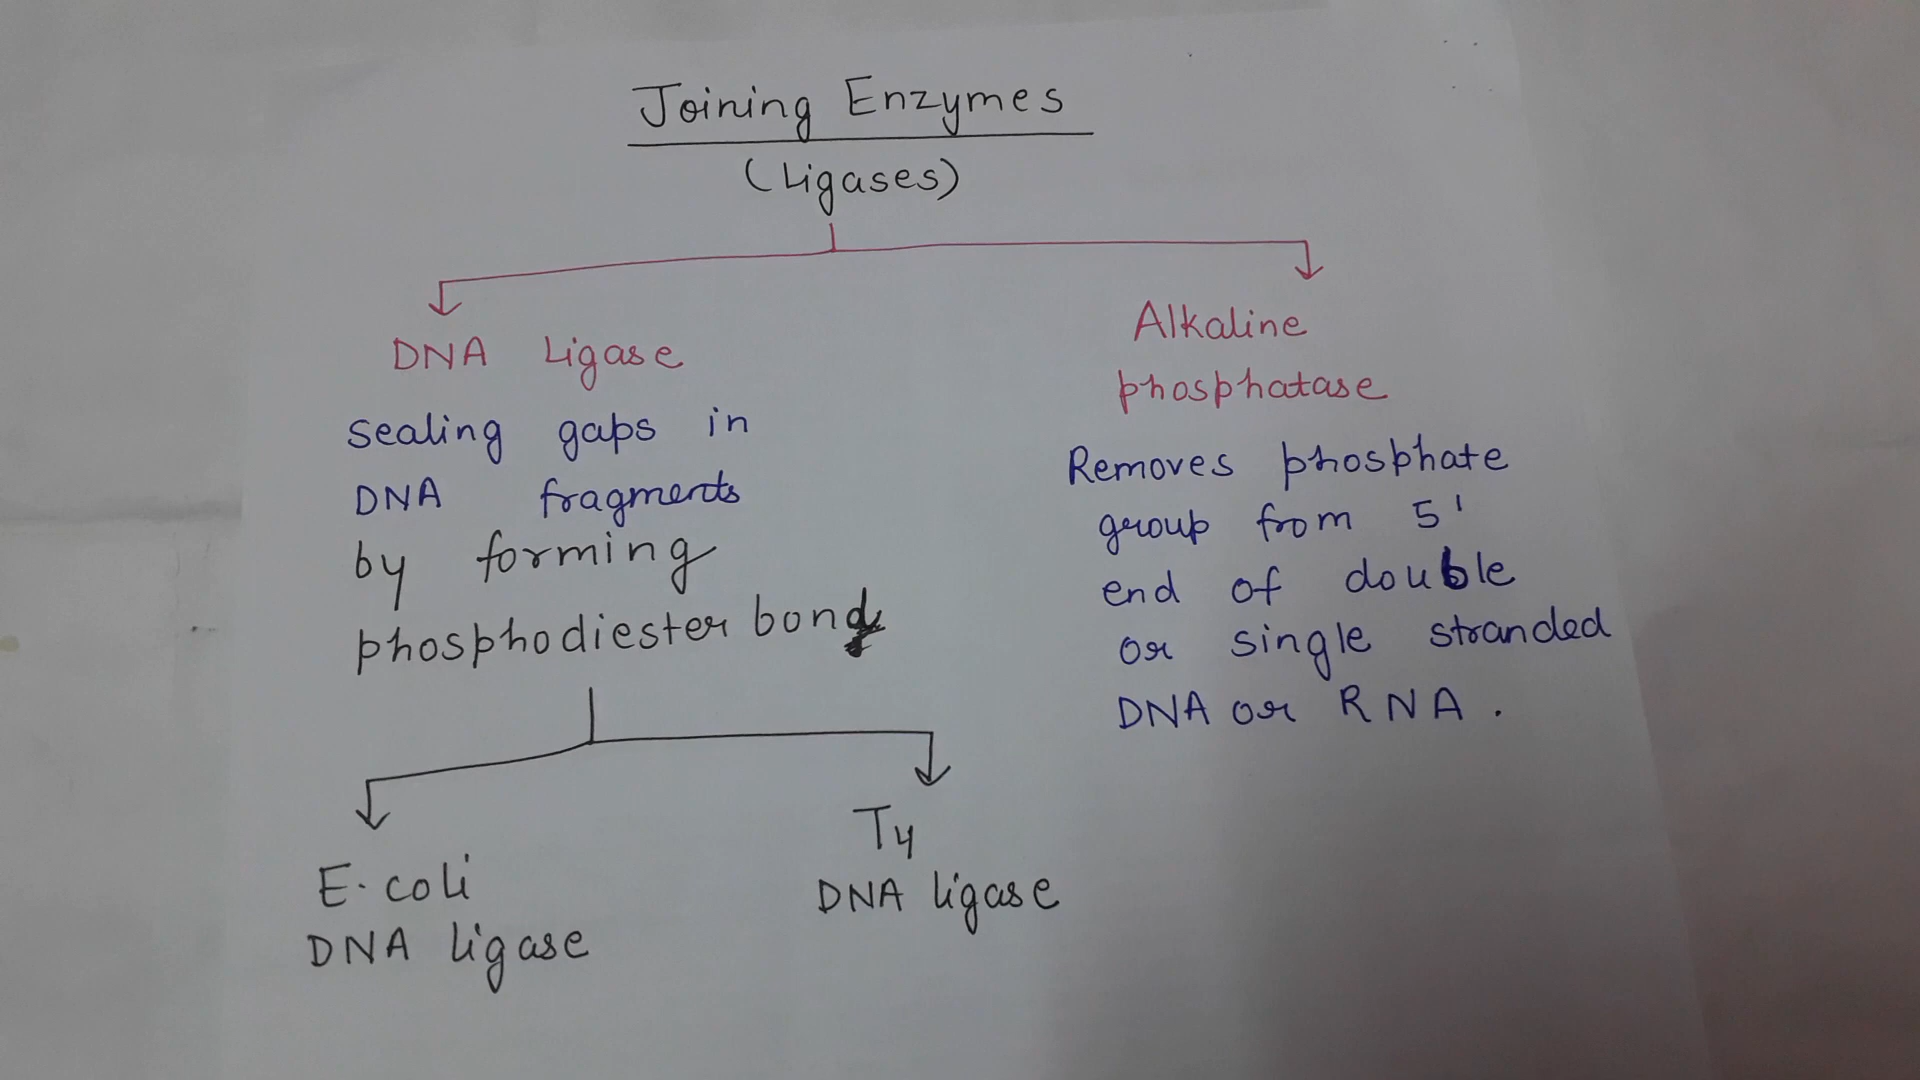 Joining Enzymes
(Ligases)
DNA Ligase
sealing gaps in
DNA fragments
by forming
phosphodiester bond
E. coli
DNA ligase
T4
DNA ligase
Alkaline
phosphatase
Removes phosphate
group from 5'
end of double
or single stranded
DNA or RNA.